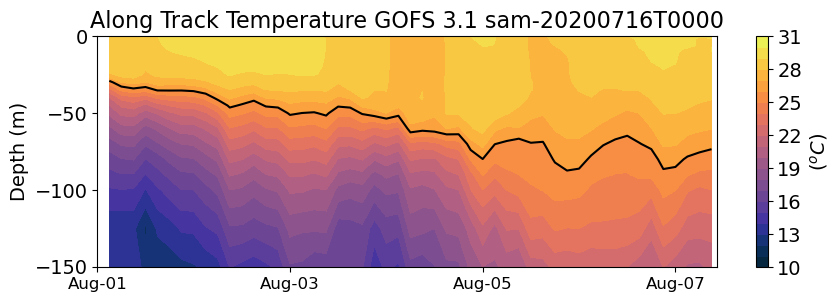 Along Track Temperature GOFS 3.1 sam-20200716T0000
Depth (m)
0
−50
−100
−150
Aug-01
Aug-03
Aug-05
Aug-07
31
28
25
22
19
16
13
10
(°C)